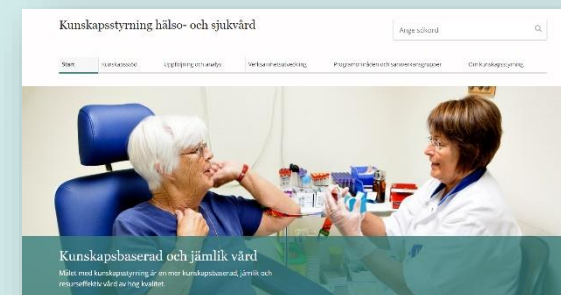 Kunskapsstyrning hälso- och sjukvård
Ange sökord
Start Kunskapsstöd Uppföljning och analys Verksamhetsutveckling Programområden och samverkansgrupper Om kunskapsstyrning
Kunskapsbaserad och jämlik vård
Målet med kunskapsstyrning är en mer kunskapsbaserad, jämlik och
resurseffektiv vård av hög kvalitet.